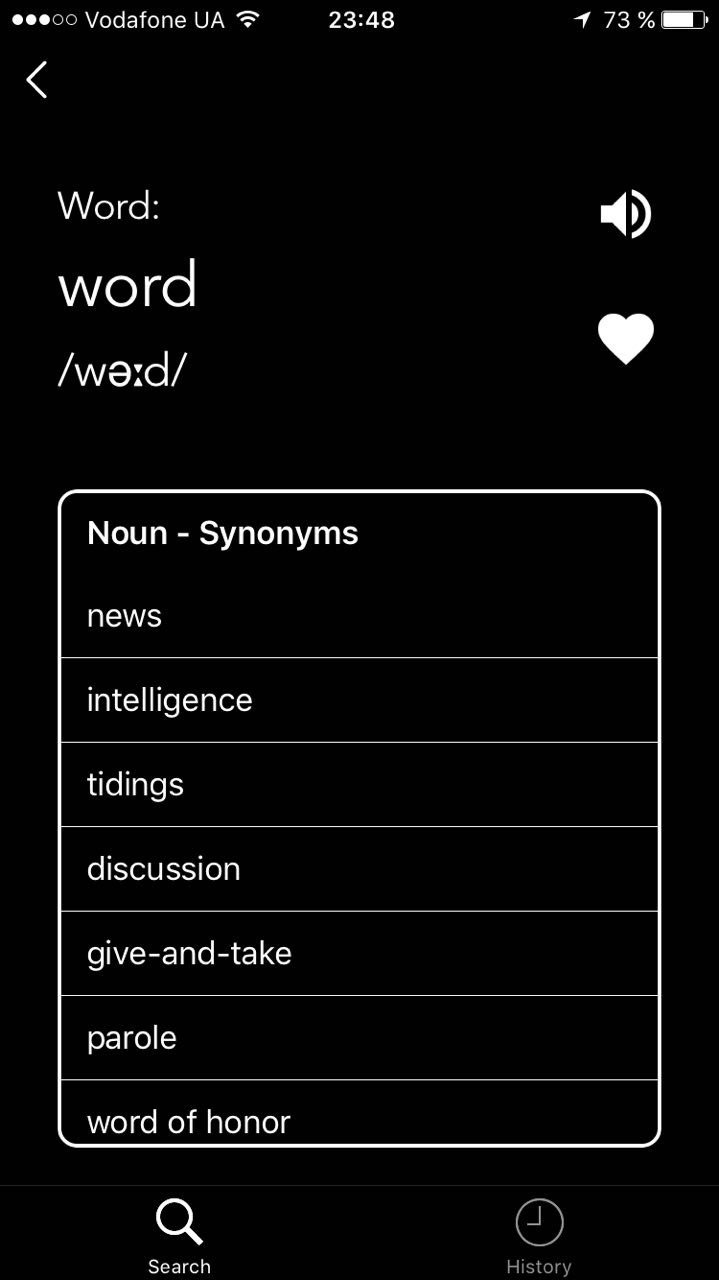 Vodafone UA 23:48 73 %
Word:
word
/wəːd/
Noun - Synonyms
news
intelligence
tidings
discussion
give-and-take
parole
word of honor
Search History